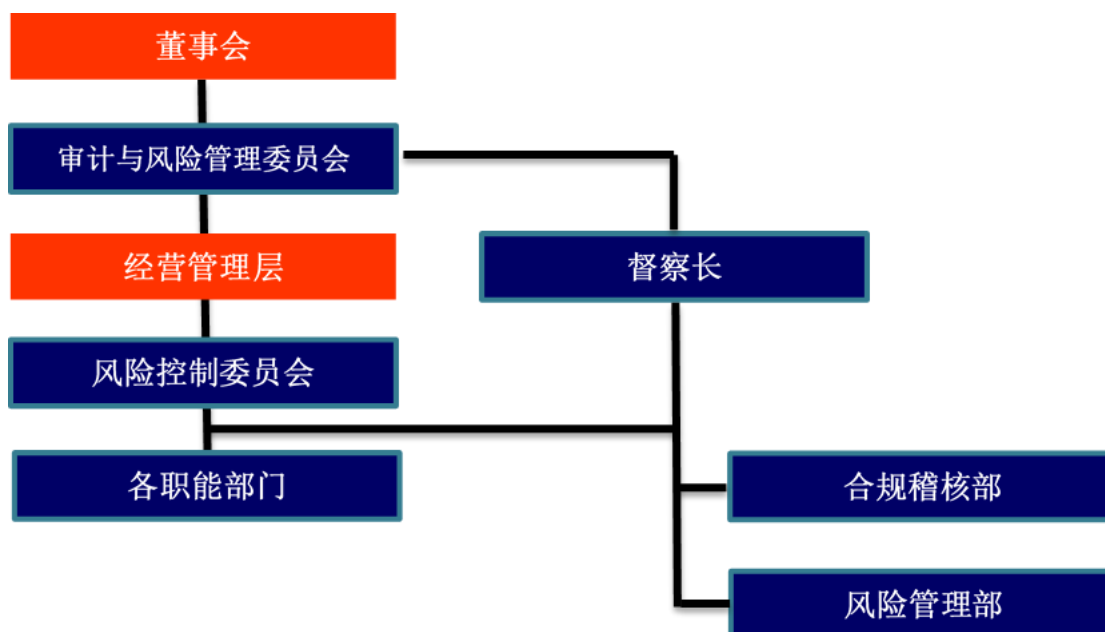 董事会
审计与风险管理委员会
经营管理层
督察长
风险控制委员会
各职能部门
合规稽核部
风险管理部